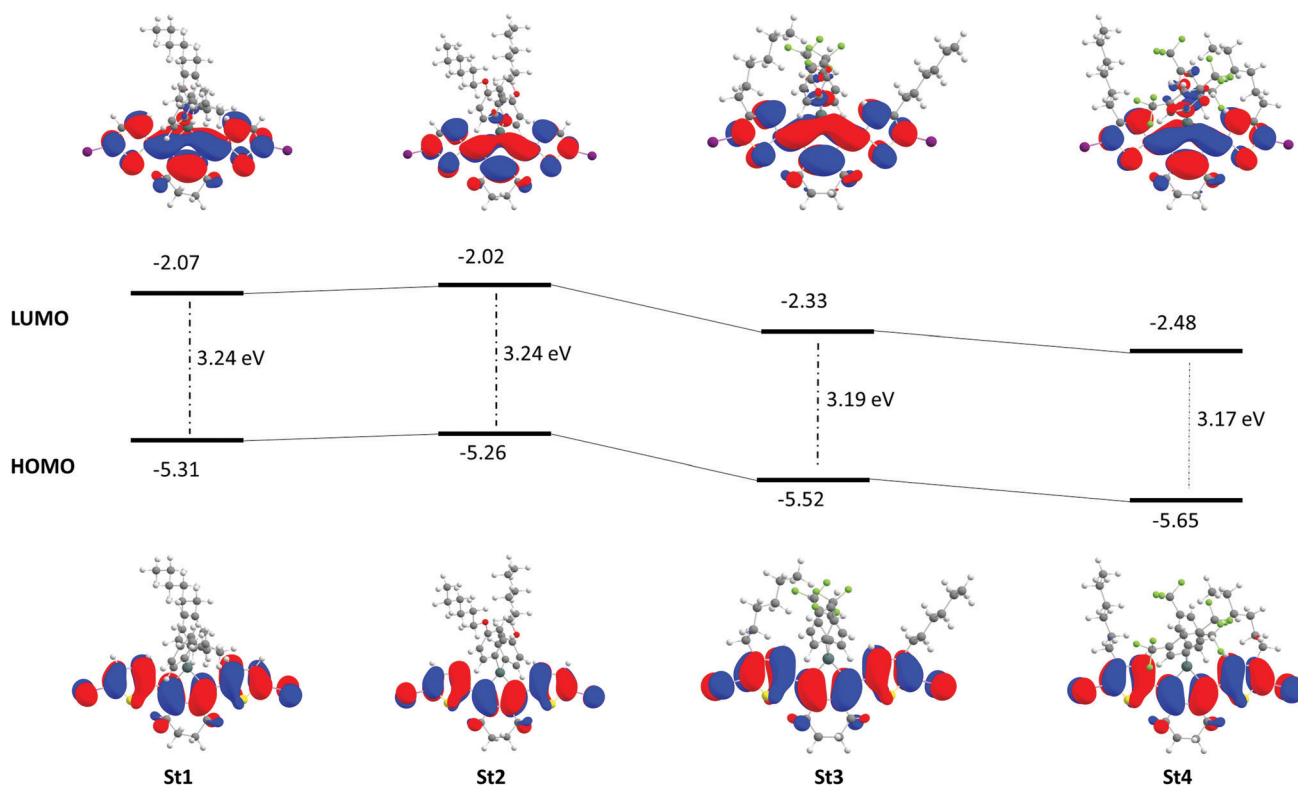 -2.07
-2.02
-2.33
-2.48
LUMO
3.24 eV
3.24 eV
3.19 eV
3.17 eV
HOMO
-5.31
-5.26
-5.52
-5.65
St1
St2
St3
St4